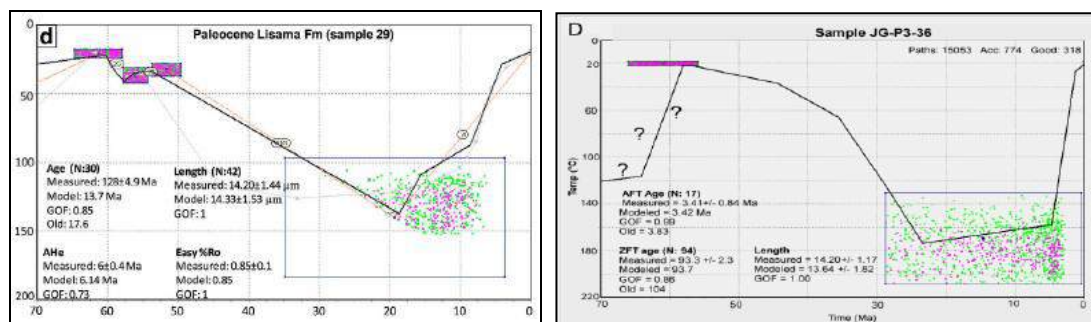 d
Paleocene Lisama Fm (sample 29)
0
50
100
150
200
Age (N:30)
Measured: 128±4.9 Ma
Model: 13.7 Ma
GOF: 0.85
Old: 17.6
Length (N:42)
Measured: 14.20±1.44 µm
Model: 14.33±1.53 µm
GOF: 1
AHe
Measured: 6±0.4 Ma
Model: 6.14 Ma
GOF: 0.73
Easy %Ro
Measured: 0.85±0.1
Model: 0.85
GOF: 1
70 60 50 40 30 20 10 0
D
Sample JG-P3-36
Paths: 15053 Acc: 774 Good: 318
0
20
60
100
140
180
220
Temp (°C)
? ? ?
AFT Age (N: 17)
Measured = 3.41+/- 0.84 Ma
Modeled = 3.42 Ma
GOF = 0.99
Old = 3.83
ZFT age (N: 54)
Measured = 93.3 +/- 2.3
Modeled = 93.7
GOF = 0.86
Old = 104
Length
Measured = 14.20+/- 1.17
Modeled = 13.64 +/- 1.82
GOF = 1.00
70 50 30 10 0
Time (Ma)